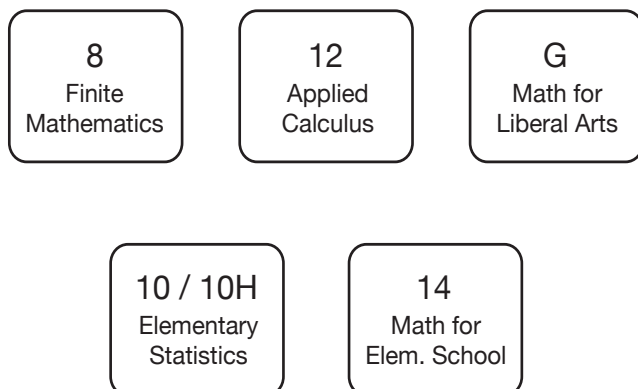 8
Finite
Mathematics
12
Applied
Calculus
G
Math for
Liberal Arts
10 / 10H
Elementary
Statistics
14
Math for
Elem. School